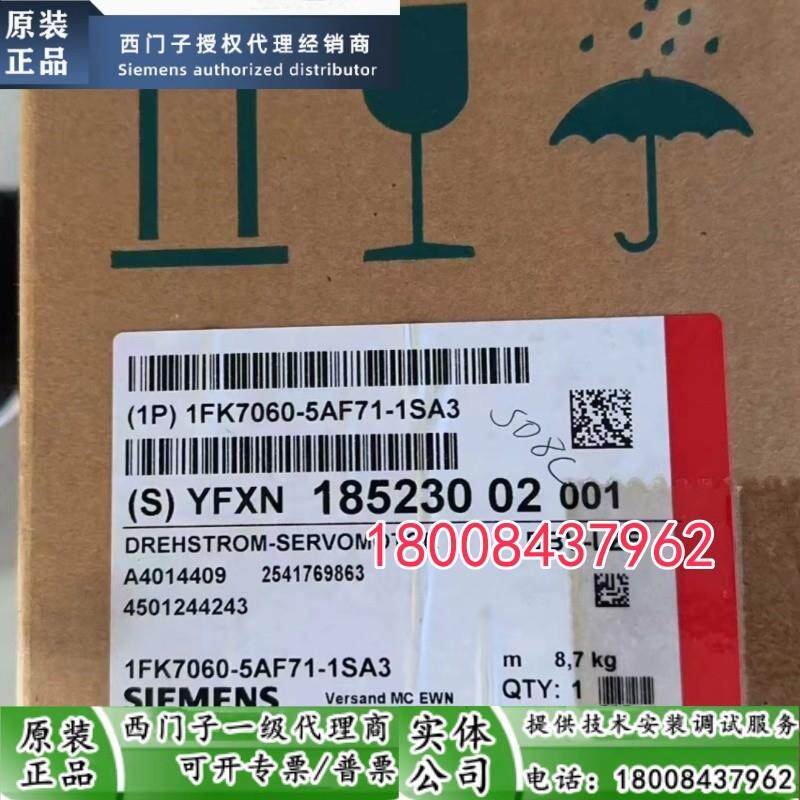 原装
正品
西门子授权代理经销商
Siemens authorized distributor
(1P) 1FK7060-5AF71-1SA3
508C
(S) YFXN 185230 02 001
18008437962
DREHSTROM-SERVOMOT
A4014409 2541769863
4501244243
1FK7060-5AF71-1SA3
m 8,7 kg
SIEMENS
Versand MC EWN
QTY: 1
原装
正品
西门子一级代理商
可开专票/普票
实体
公司
提供技术安装调试服务
电话：18008437962